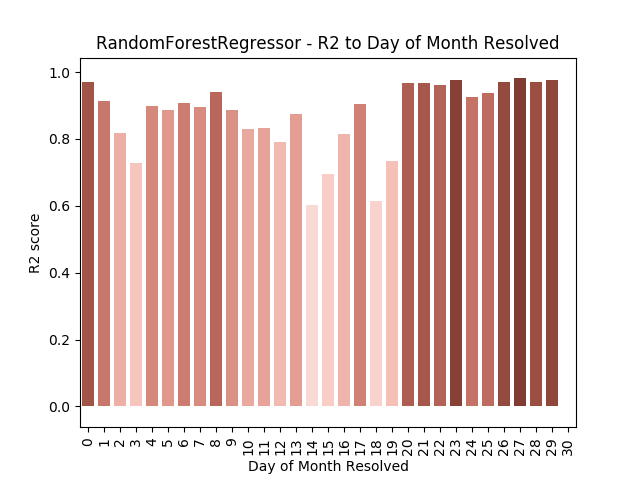 RandomForestRegressor - R2 to Day of Month Resolved
1.0
0.8
0.6
0.4
0.2
0.0
R2 score
0 1 2 3 4 5 6 7 8 9 10 11 12 13 14 15 16 17 18 19 20 21 22 23 24 25 26 27 28 29 30
Day of Month Resolved